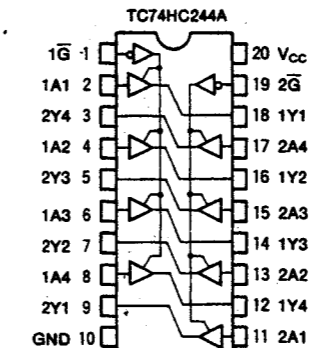 TC74HC244A
1G̅ 1 20 VCC
1A1 2 19 2G̅
2Y4 3 18 1Y1
1A2 4 17 2A4
2Y3 5 16 1Y2
1A3 6 15 2A3
2Y2 7 14 1Y3
1A4 8 13 2A2
2Y1 9 12 1Y4
GND 10 11 2A1